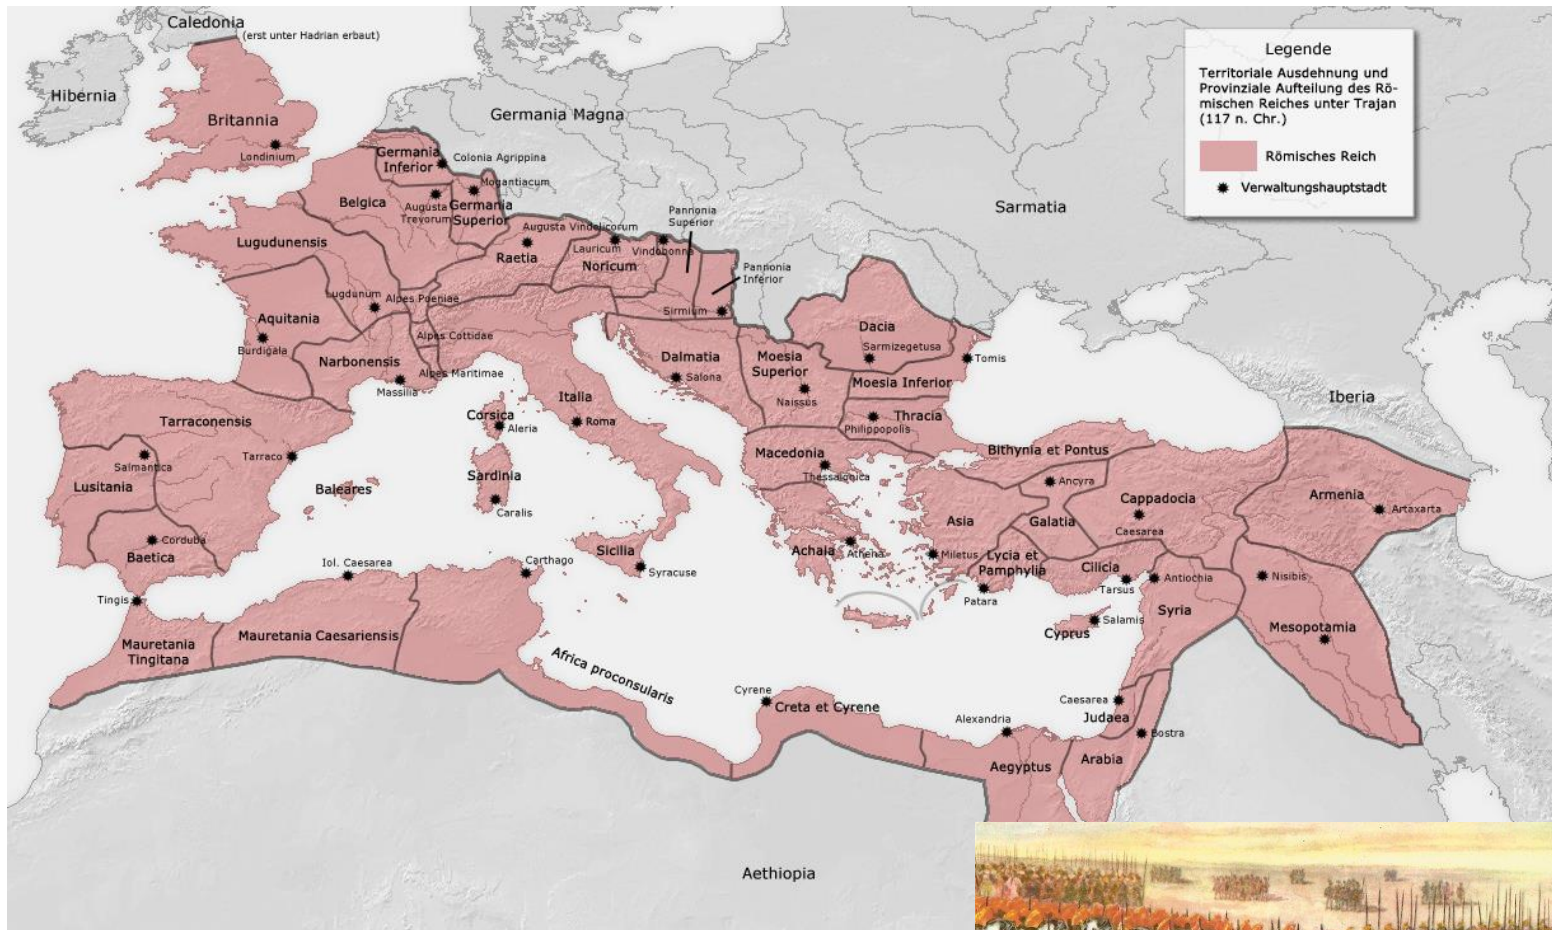 Caledonia
(erst unter Hadrian erbaut)
Hibernia
Britannia
Londinium
Germania Magna
Sarmatia
Legende
Territoriale Ausdehnung und
Provinziale Aufteilung des Rö-
mischen Reiches unter Trajan
(117 n. Chr.)
Römisches Reich
Verwaltungshauptstadt
Germania
Inferior
Colonia Agrippina
Mogantiacum
Belgica
Augusta
Trevorum
Germania
Superior
Lugudunensis
Augusta Vindelicorum
Raetia
Lauricum
Noricum
Vindobonna
Pannonia
Superior
Pannonia
Inferior
Sirmium
Lugdunum
Alpes Poeniae
Aquitania
Burdigala
Alpes Cottidae
Narbonensis
Alpes Maritimae
Massilia
Dalmatia
Salona
Moesia
Superior
Naissus
Dacia
Sarmizegetusa
Tomis
Moesia Inferior
Thracia
Philippopolis
Iberia
Italia
Roma
Corsica
Aleria
Sardinia
Caralis
Tarraconensis
Tarraco
Salmantica
Lusitania
Baleares
Corduba
Baetica
Tingis
Iol. Caesarea
Carthago
Sicilia
Syracuse
Macedonia
Thessalonica
Achaia
Athena
Bithynia et Pontus
Ancyra
Galatia
Asia
Miletus
Cappadocia
Caesarea
Armenia
Artaxarta
Lycia et
Pamphylia
Patara
Cilicia
Tarsus
Antiochia
Syria
Nisibis
Mesopotamia
Cyprus
Salamis
Mauretania
Tingitana
Mauretania Caesariensis
Africa proconsularis
Cyrene
Creta et Cyrene
Alexandria
Aegyptus
Caesarea
Judaea
Bostra
Arabia
Aethiopia